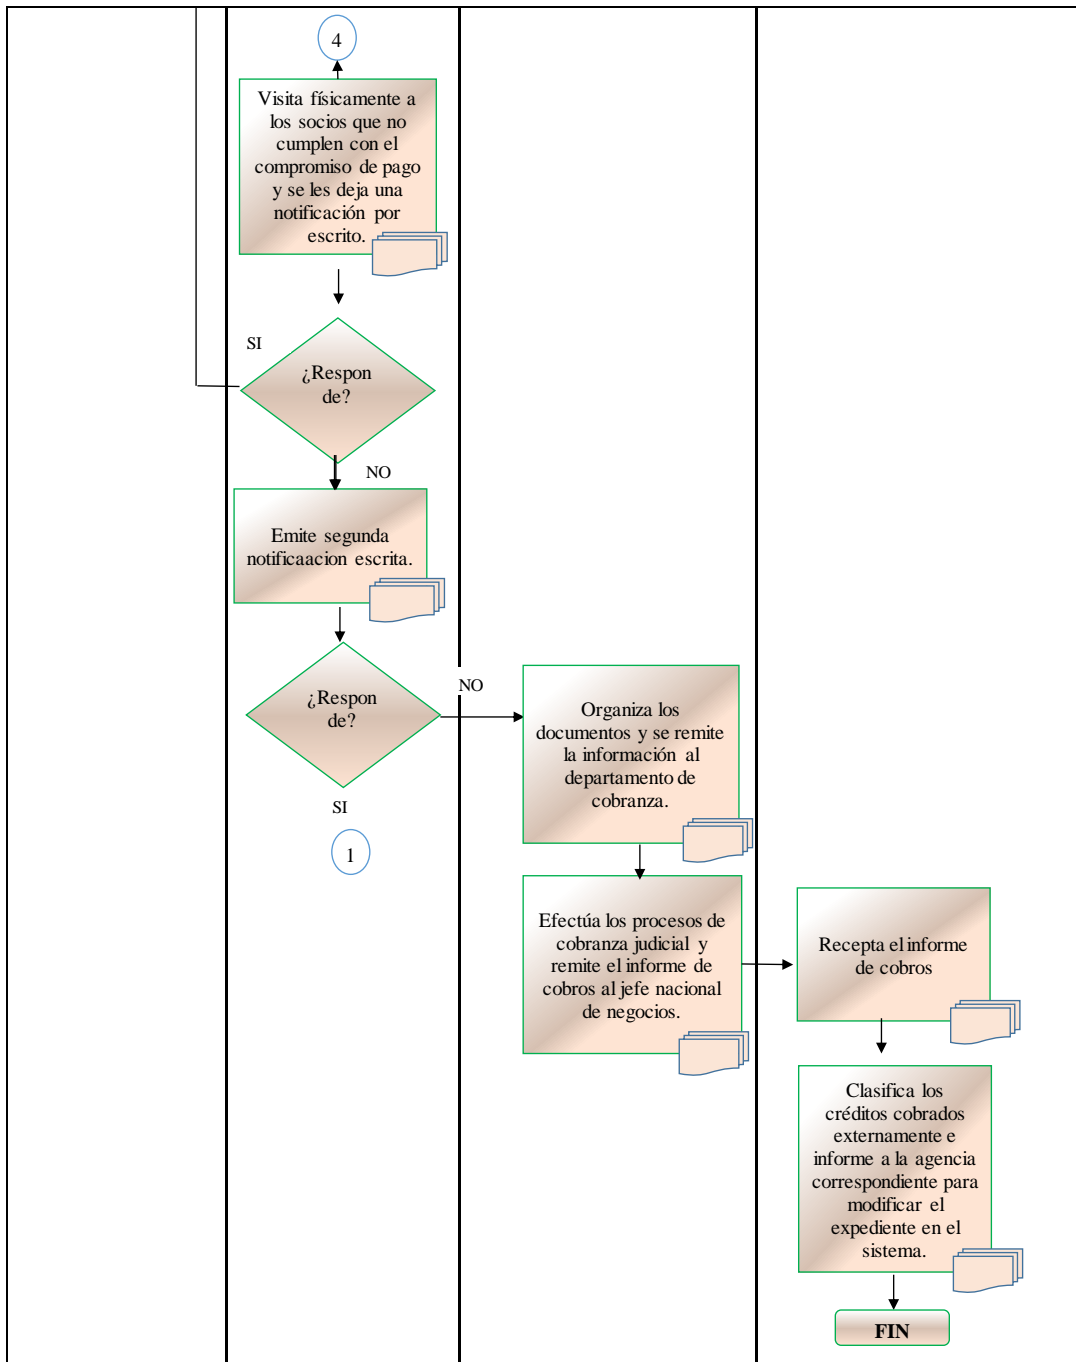 4
Visita físicamente a
los socios que no
cumplen con el
compromiso de pago
y se les deja una
notificación por
escrito.
SI
¿Respon
de?
NO
Emite segunda
notificaacion escrita.
¿Respon
de?
NO
SI
1
Organiza los
documentos y se remite
la información al
departamento de
cobranza.
Efectúa los procesos de
cobranza judicial y
remite el informe de
cobros al jefe nacional
de negocios.
Recepta el informe
de cobros
Clasifica los
créditos cobrados
externamente e
informe a la agencia
correspondiente para
modificar el
expediente en el
sistema.
FIN